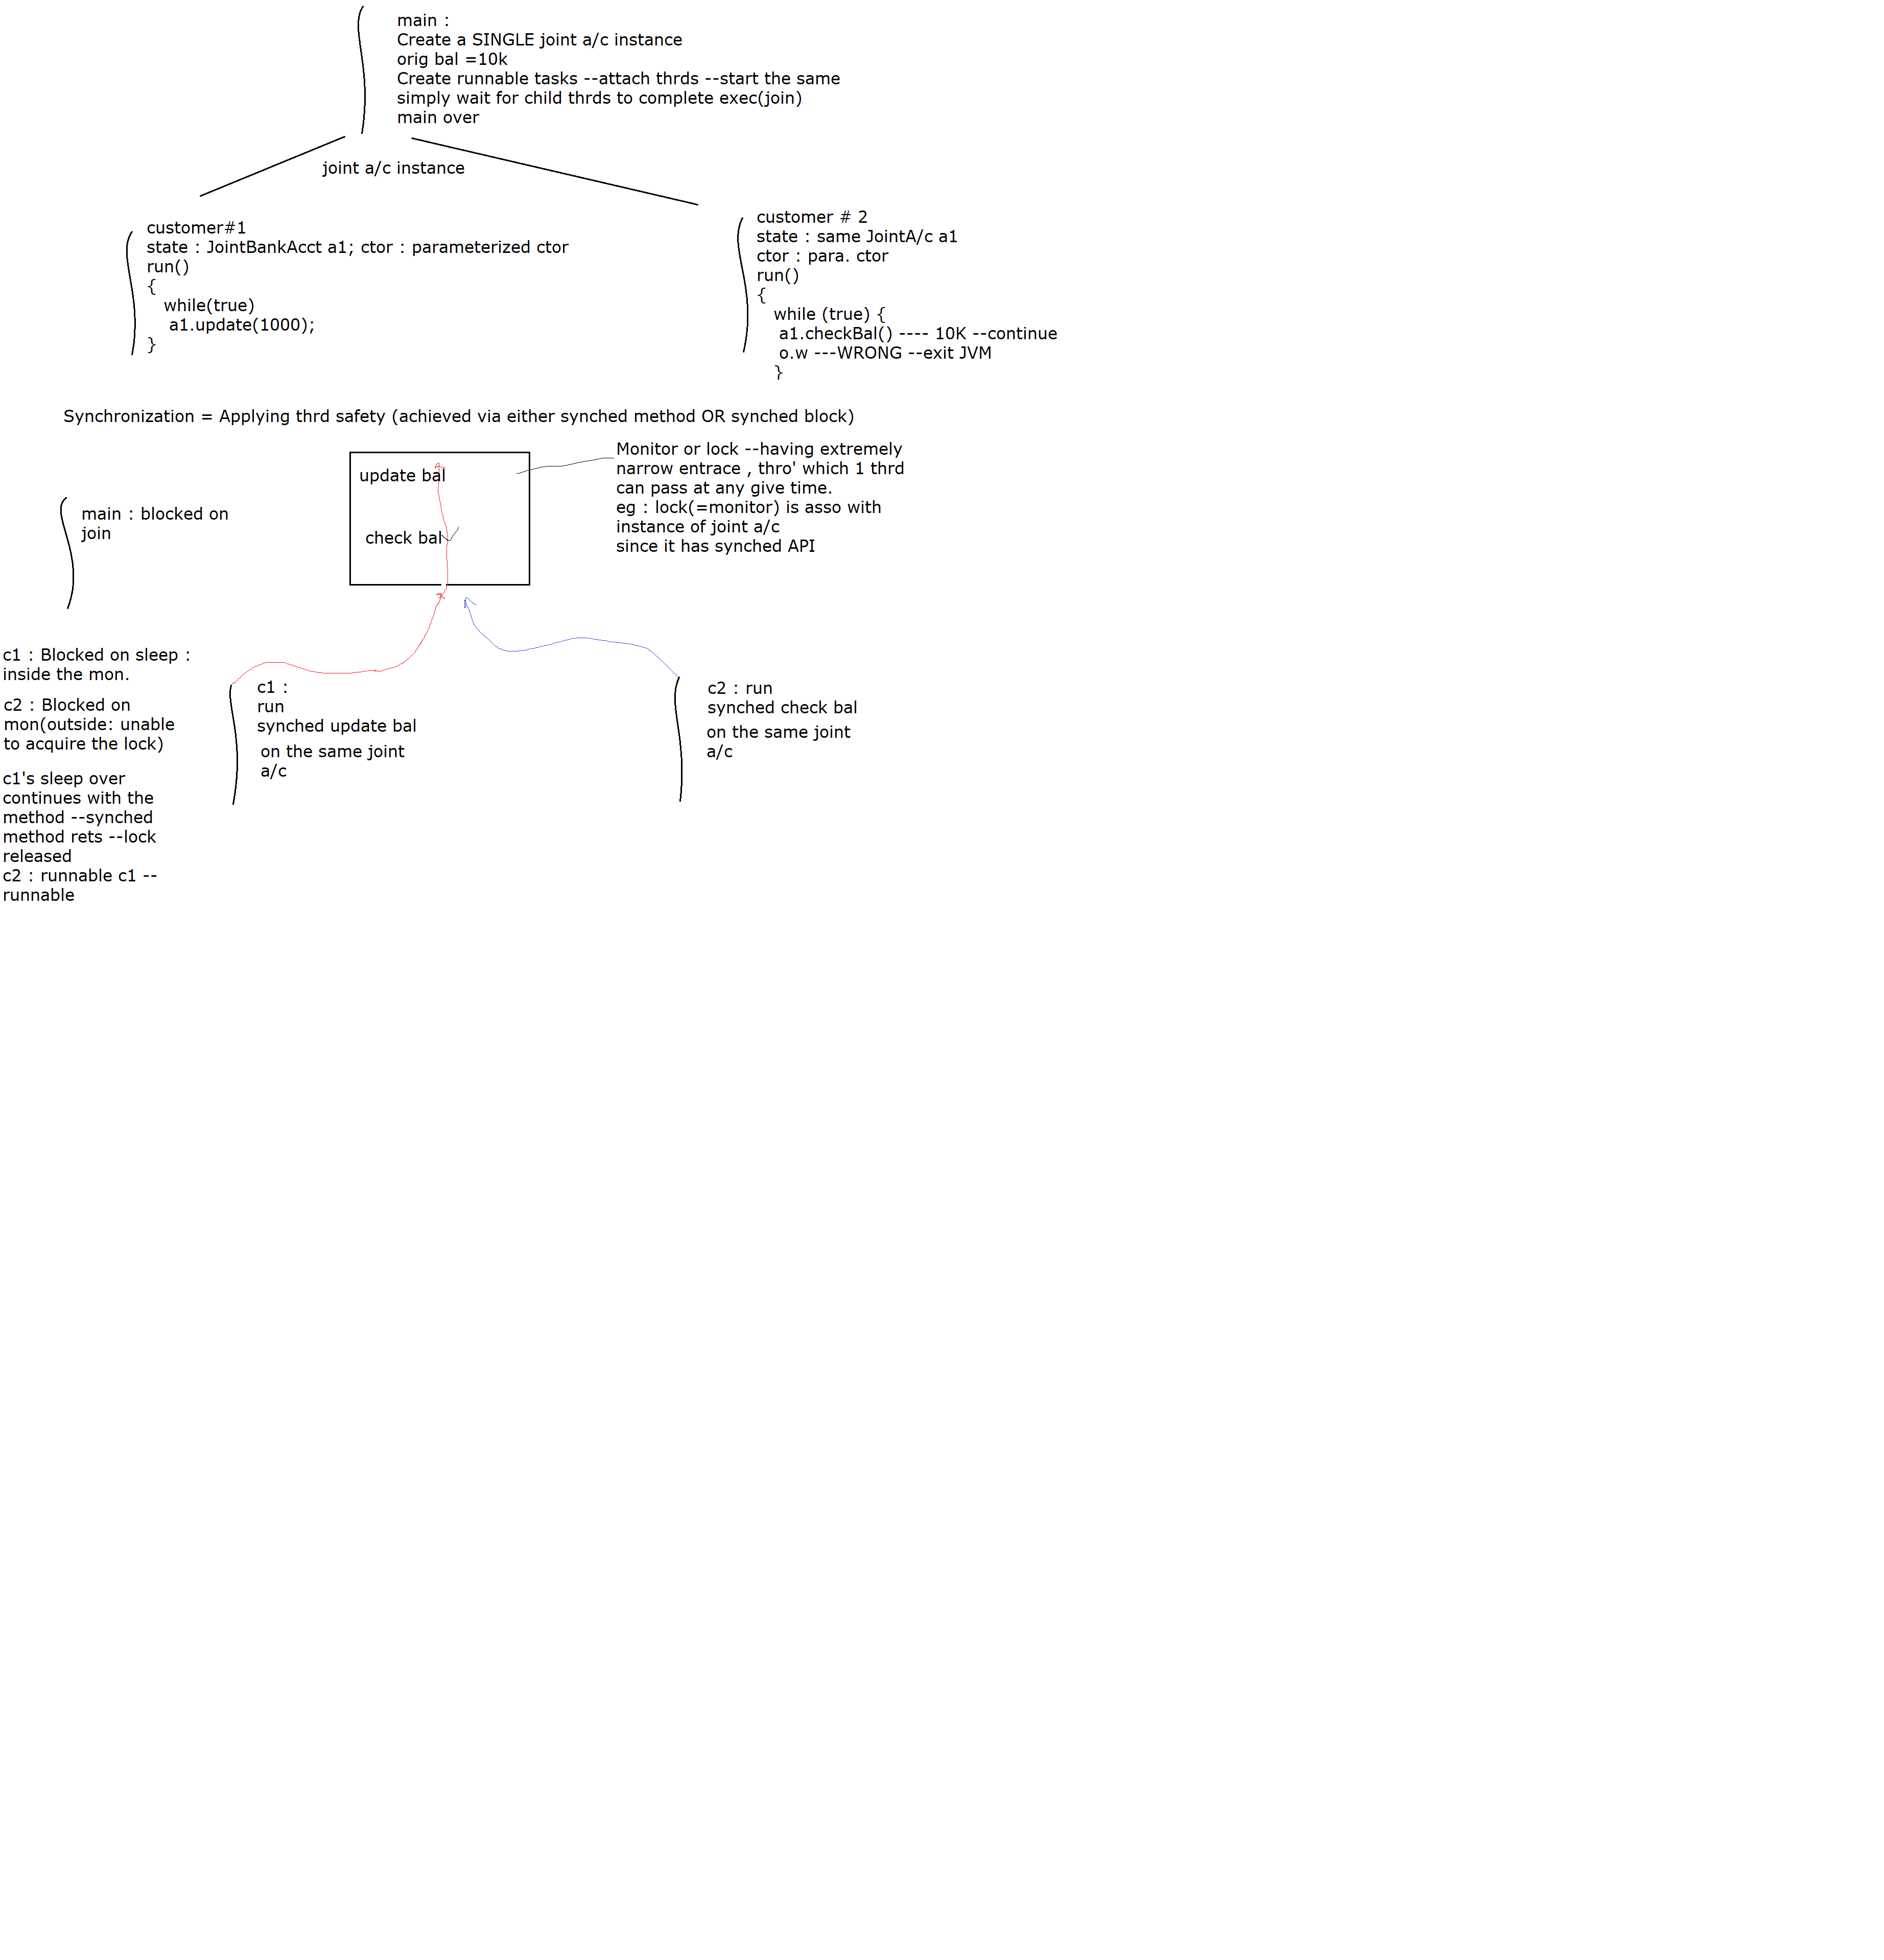 main :
Create a SINGLE joint a/c instance
orig bal =10k
Create runnable tasks --attach thrds --start the same
simply wait for child thrds to complete exec(join)
main over
joint a/c instance
customer#1
state : JointBankAcct a1; ctor : parameterized ctor
run()
{
while(true)
a1.update(1000);
}
customer # 2
state : same JointA/c a1
ctor : para. ctor
run()
{
while (true) {
a1.checkBal() ---- 10K --continue
o.w ---WRONG --exit JVM
}
Synchronization = Applying thrd safety (achieved via either synched method OR synched block)
update bal
check bal
Monitor or lock --having extremely
narrow entrace , thro' which 1 thrd
can pass at any give time.
eg : lock(=monitor) is asso with
instance of joint a/c
since it has synched API
main : blocked on
join
c1 : Blocked on sleep :
inside the mon.
c2 : Blocked on
mon(outside: unable
to acquire the lock)
c1's sleep over
continues with the
method --synched
method rets --lock
released
c2 : runnable c1 --
runnable
c1 :
run
synched update bal
on the same joint
a/c
c2 : run
synched check bal
on the same joint
a/c